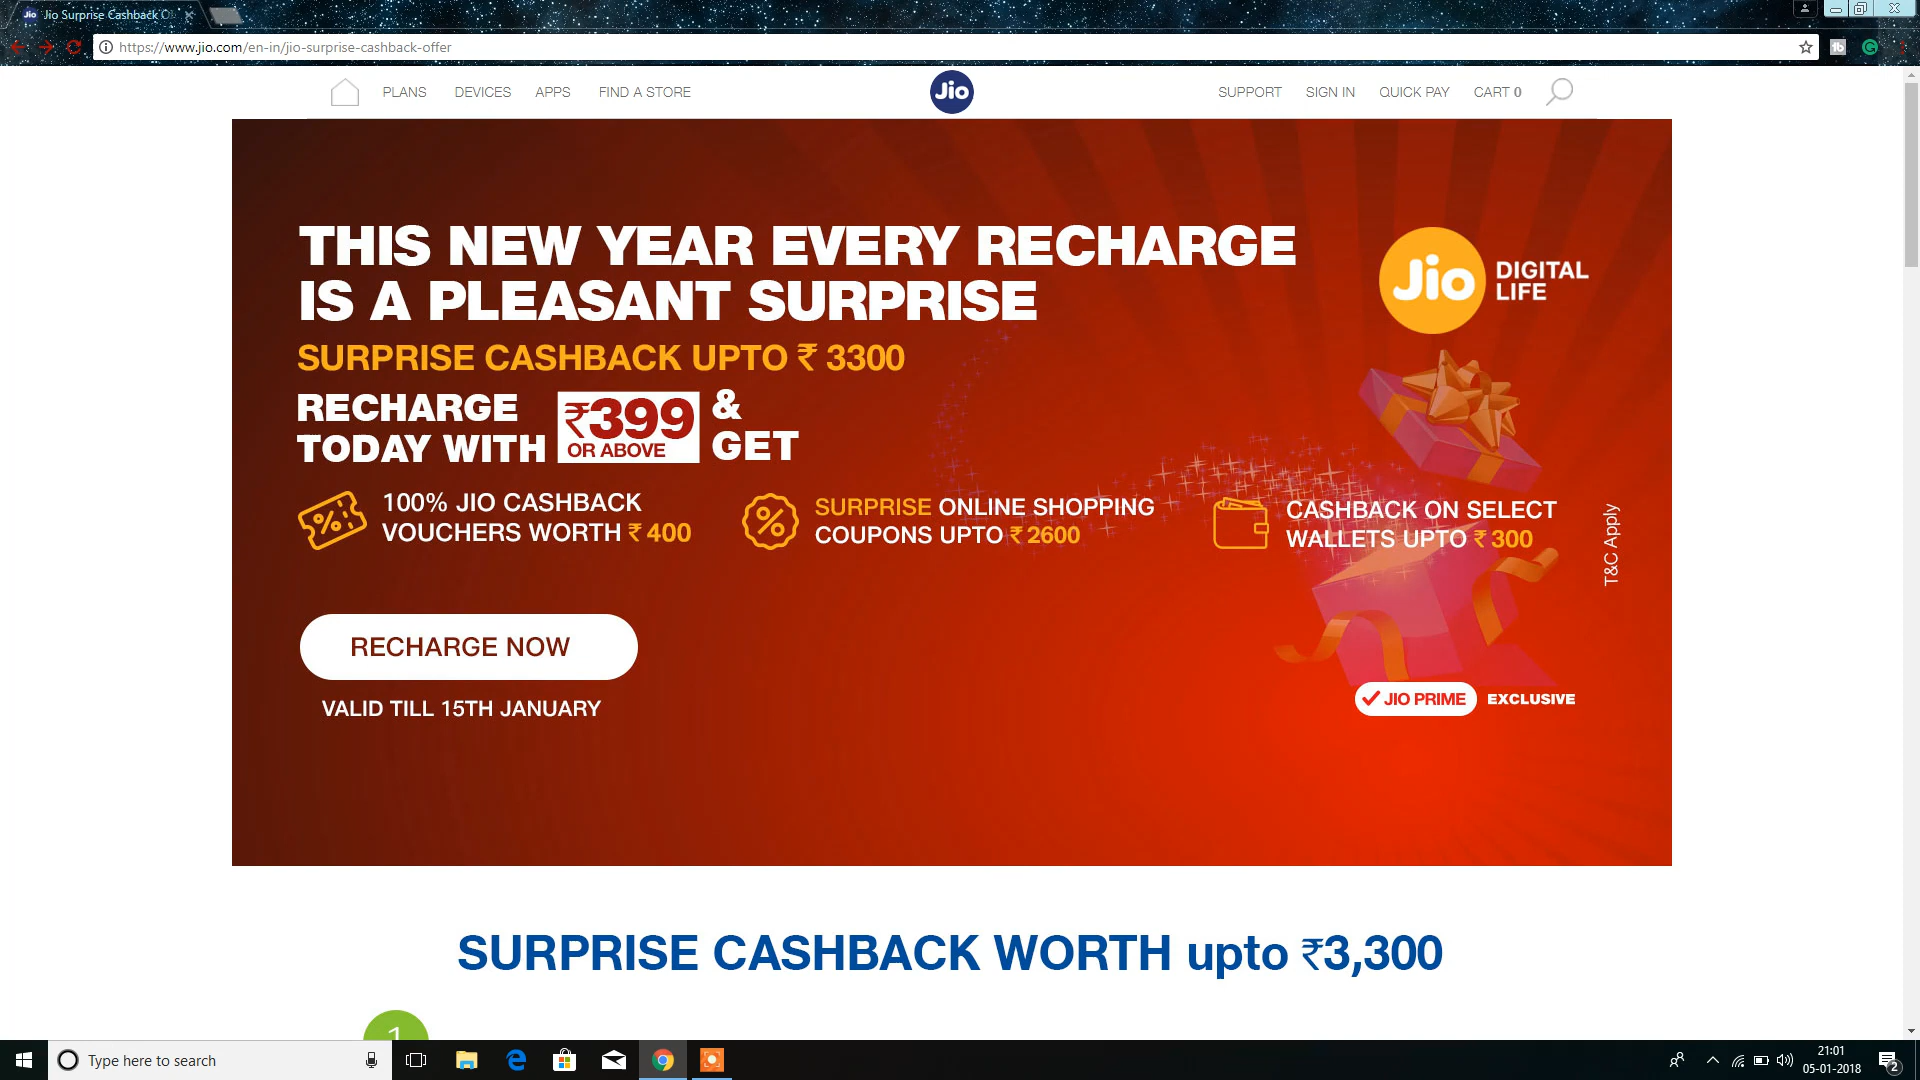 Jio Surprise Cashback O
https://www.jio.com/en-in/jio-surprise-cashback-offer
PLANS DEVICES APPS FIND A STORE Jio SUPPORT SIGN IN QUICK PAY CART 0
THIS NEW YEAR EVERY RECHARGE
IS A PLEASANT SURPRISE
Jio DIGITAL
LIFE
SURPRISE CASHBACK UPTO ₹ 3300
RECHARGE
TODAY WITH
₹399
OR ABOVE
&
GET
100% JIO CASHBACK
VOUCHERS WORTH ₹ 400
SURPRISE ONLINE SHOPPING
COUPONS UPTO ₹ 2600
CASHBACK ON SELECT
WALLETS UPTO ₹ 300
T&C Apply
RECHARGE NOW
VALID TILL 15TH JANUARY
JIO PRIME EXCLUSIVE
SURPRISE CASHBACK WORTH upto ₹3,300
1
Type here to search
21:01
05-01-2018
2